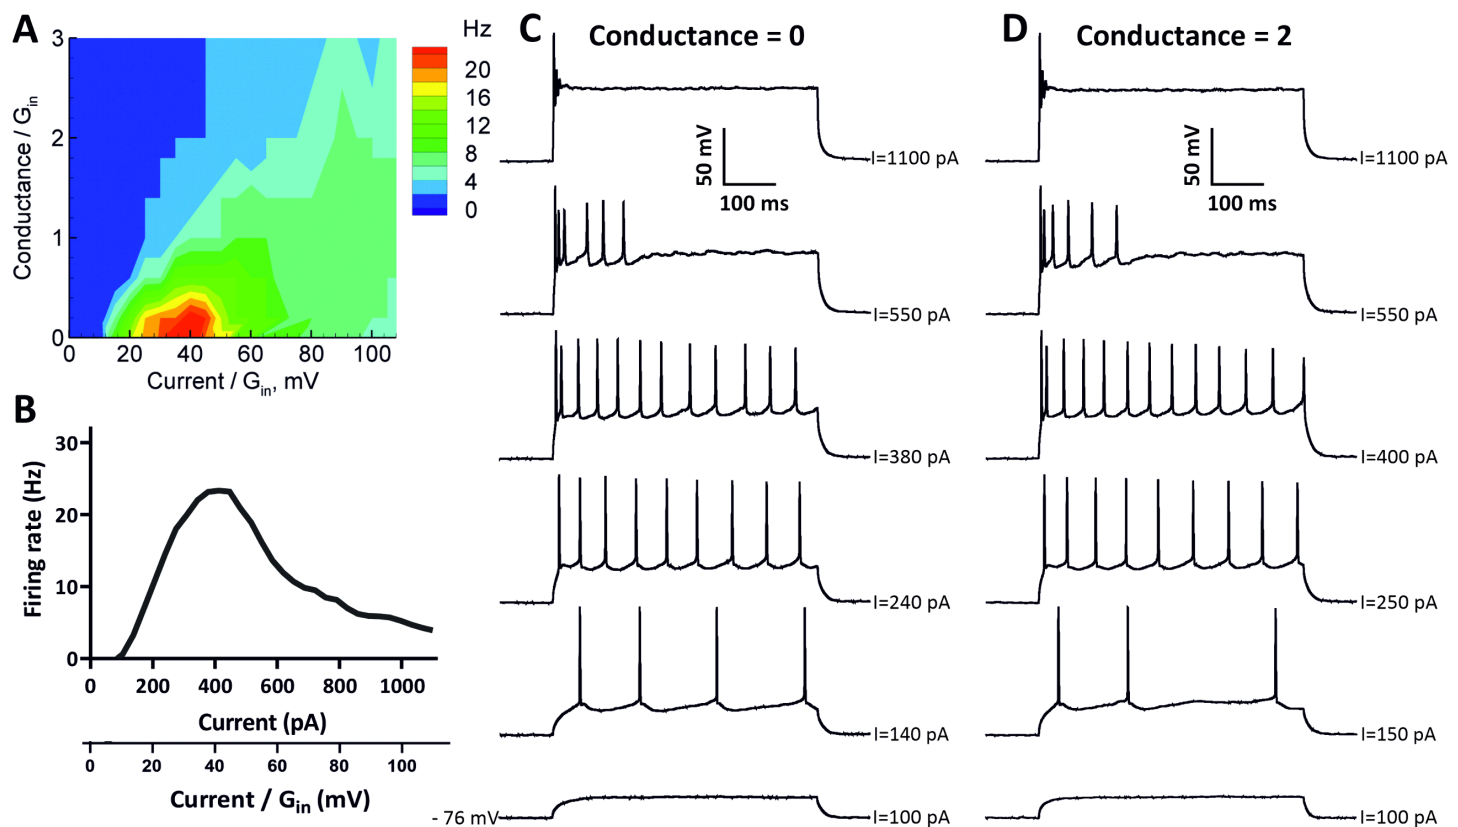 A
Hz
3
2
1
0
Conductance / Gin
0 20 40 60 80 100
Current / Gin, mV
20
16
12
8
4
0
B
30
20
10
0
Firing rate (Hz)
0 200 400 600 800 1000
Current (pA)
0 20 40 60 80 100
Current / Gin (mV)
C
Conductance = 0
50 mV
100 ms
I=1100 pA
I=550 pA
I=380 pA
I=240 pA
I=140 pA
- 76 mV
I=100 pA
D
Conductance = 2
50 mV
100 ms
I=1100 pA
I=550 pA
I=400 pA
I=250 pA
I=150 pA
I=100 pA